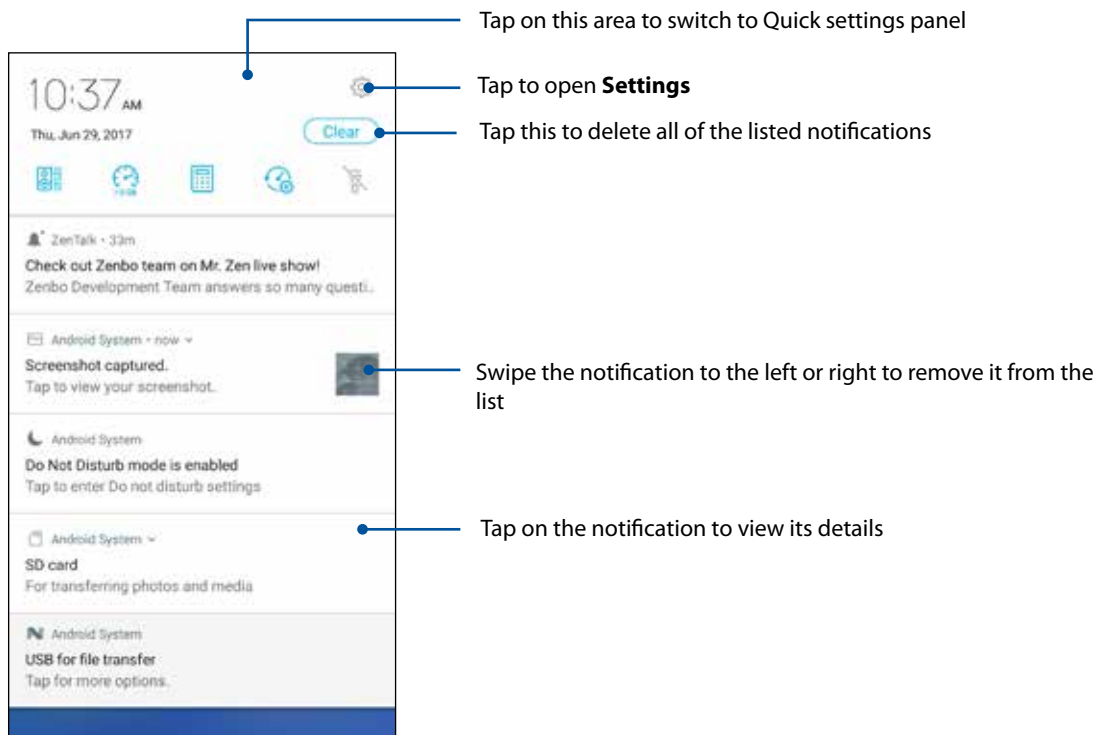 Tap on this area to switch to Quick settings panel
Tap to open Settings
Tap this to delete all of the listed notifications
10:37 AM
Thu, Jun 29, 2017
Clear
ZenTalk • 33m
Check out Zenbo team on Mr. Zen live show!
Zenbo Development Team answers so many questi..
Android System • now
Screenshot captured.
Tap to view your screenshot.
Swipe the notification to the left or right to remove it from the
list
Android System
Do Not Disturb mode is enabled
Tap to enter Do not disturb settings
Tap on the notification to view its details
Android System
SD card
For transferring photos and media
Android System
USB for file transfer
Tap for more options.